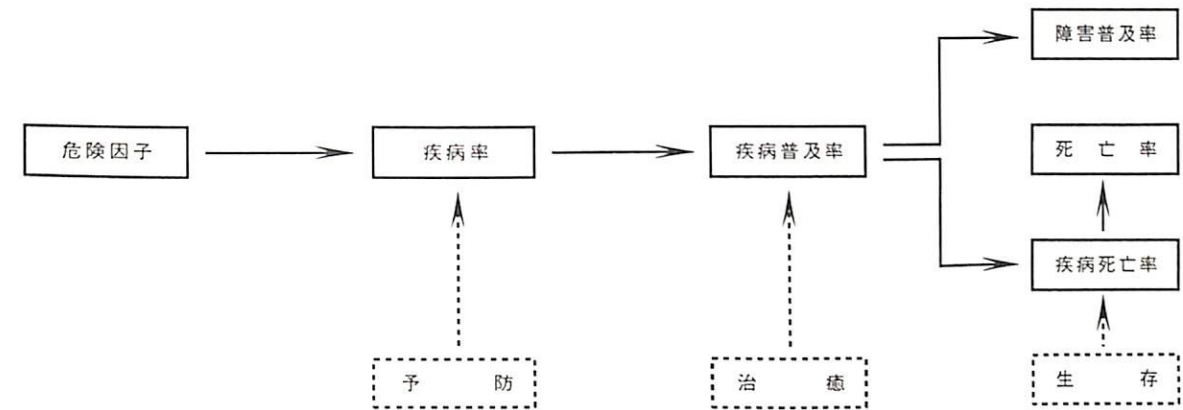 障害普及率
危険因子
疾病率
疾病普及率
死亡率
疾病死亡率
予防
治癒
生存